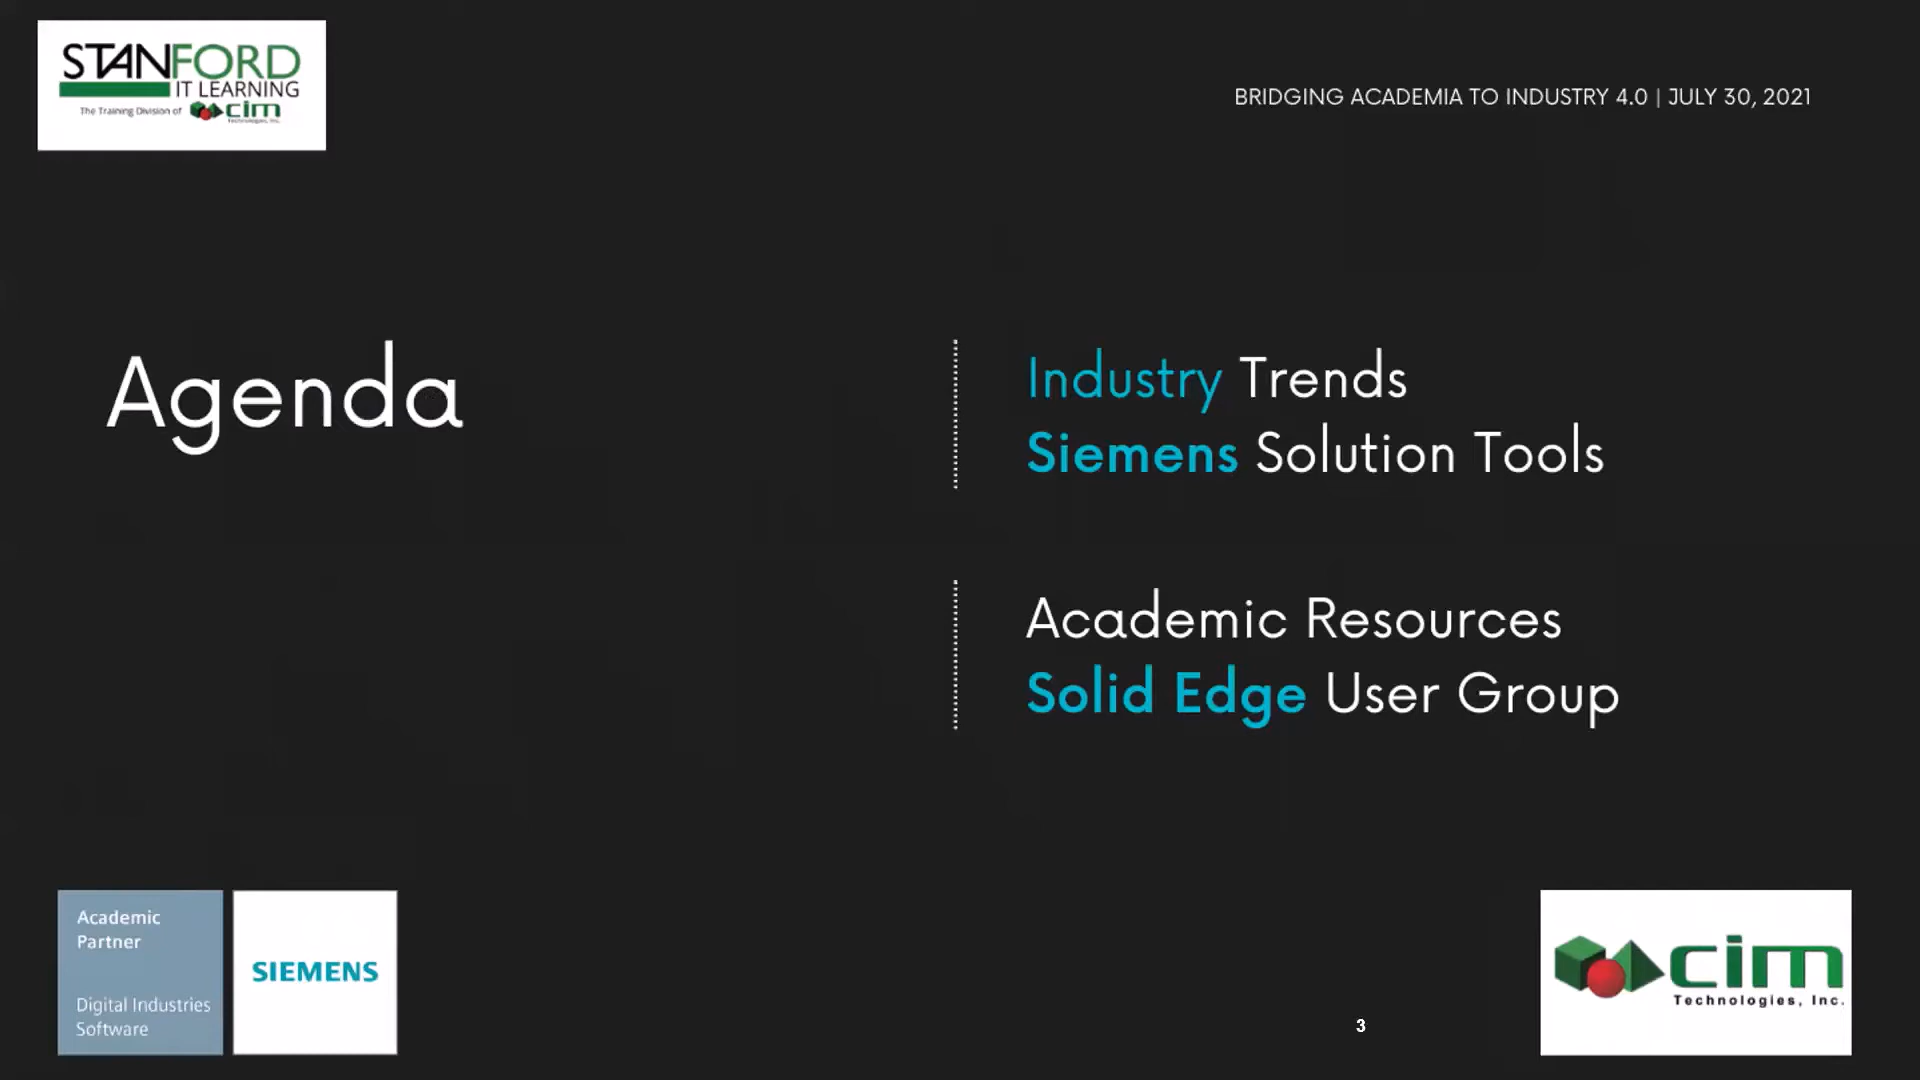 STANFORD
IT LEARNING
The Training Division of cim
Technologies, Inc.
BRIDGING ACADEMIA TO INDUSTRY 4.0 | JULY 30, 2021
Agenda
Industry Trends
Siemens Solution Tools
Academic Resources
Solid Edge User Group
Academic
Partner
Digital Industries
Software
SIEMENS
3
cim
Technologies, Inc.